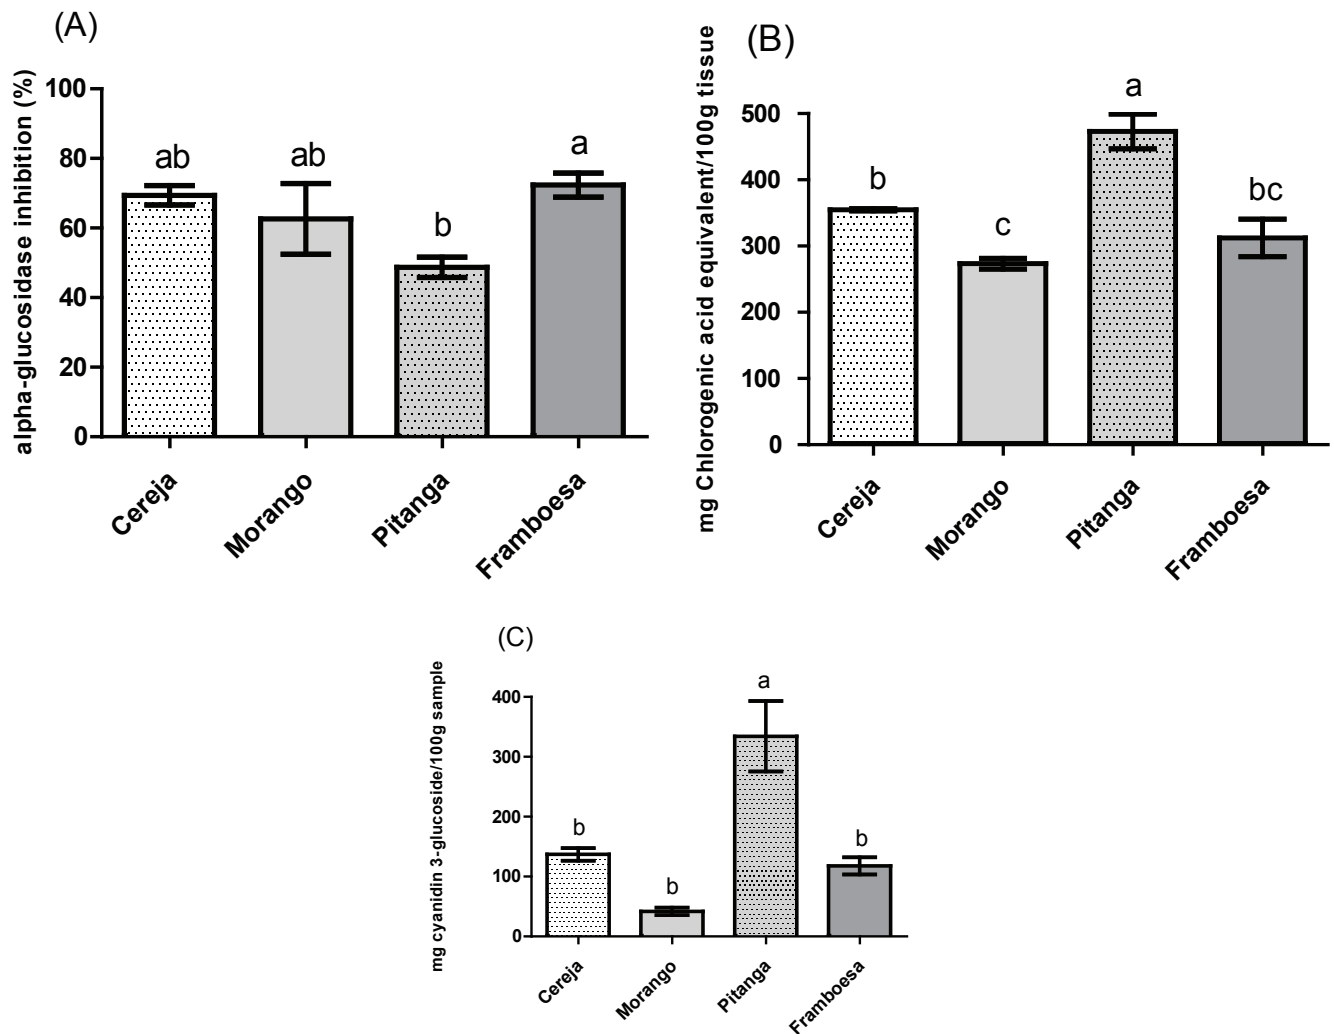 (A)
alpha-glucosidase inhibition (%)
100
80
60
40
20
0
ab
ab
b
a
Cereja
Morango
Pitanga
Framboesa
(B)
mg Chlorogenic acid equivalent/100g tissue
500
400
300
200
100
0
b
c
a
bc
Cereja
Morango
Pitanga
Framboesa
(C)
mg cyanidin 3-glucoside/100g sample
400
300
200
100
0
b
b
a
b
Cereja
Morango
Pitanga
Framboesa